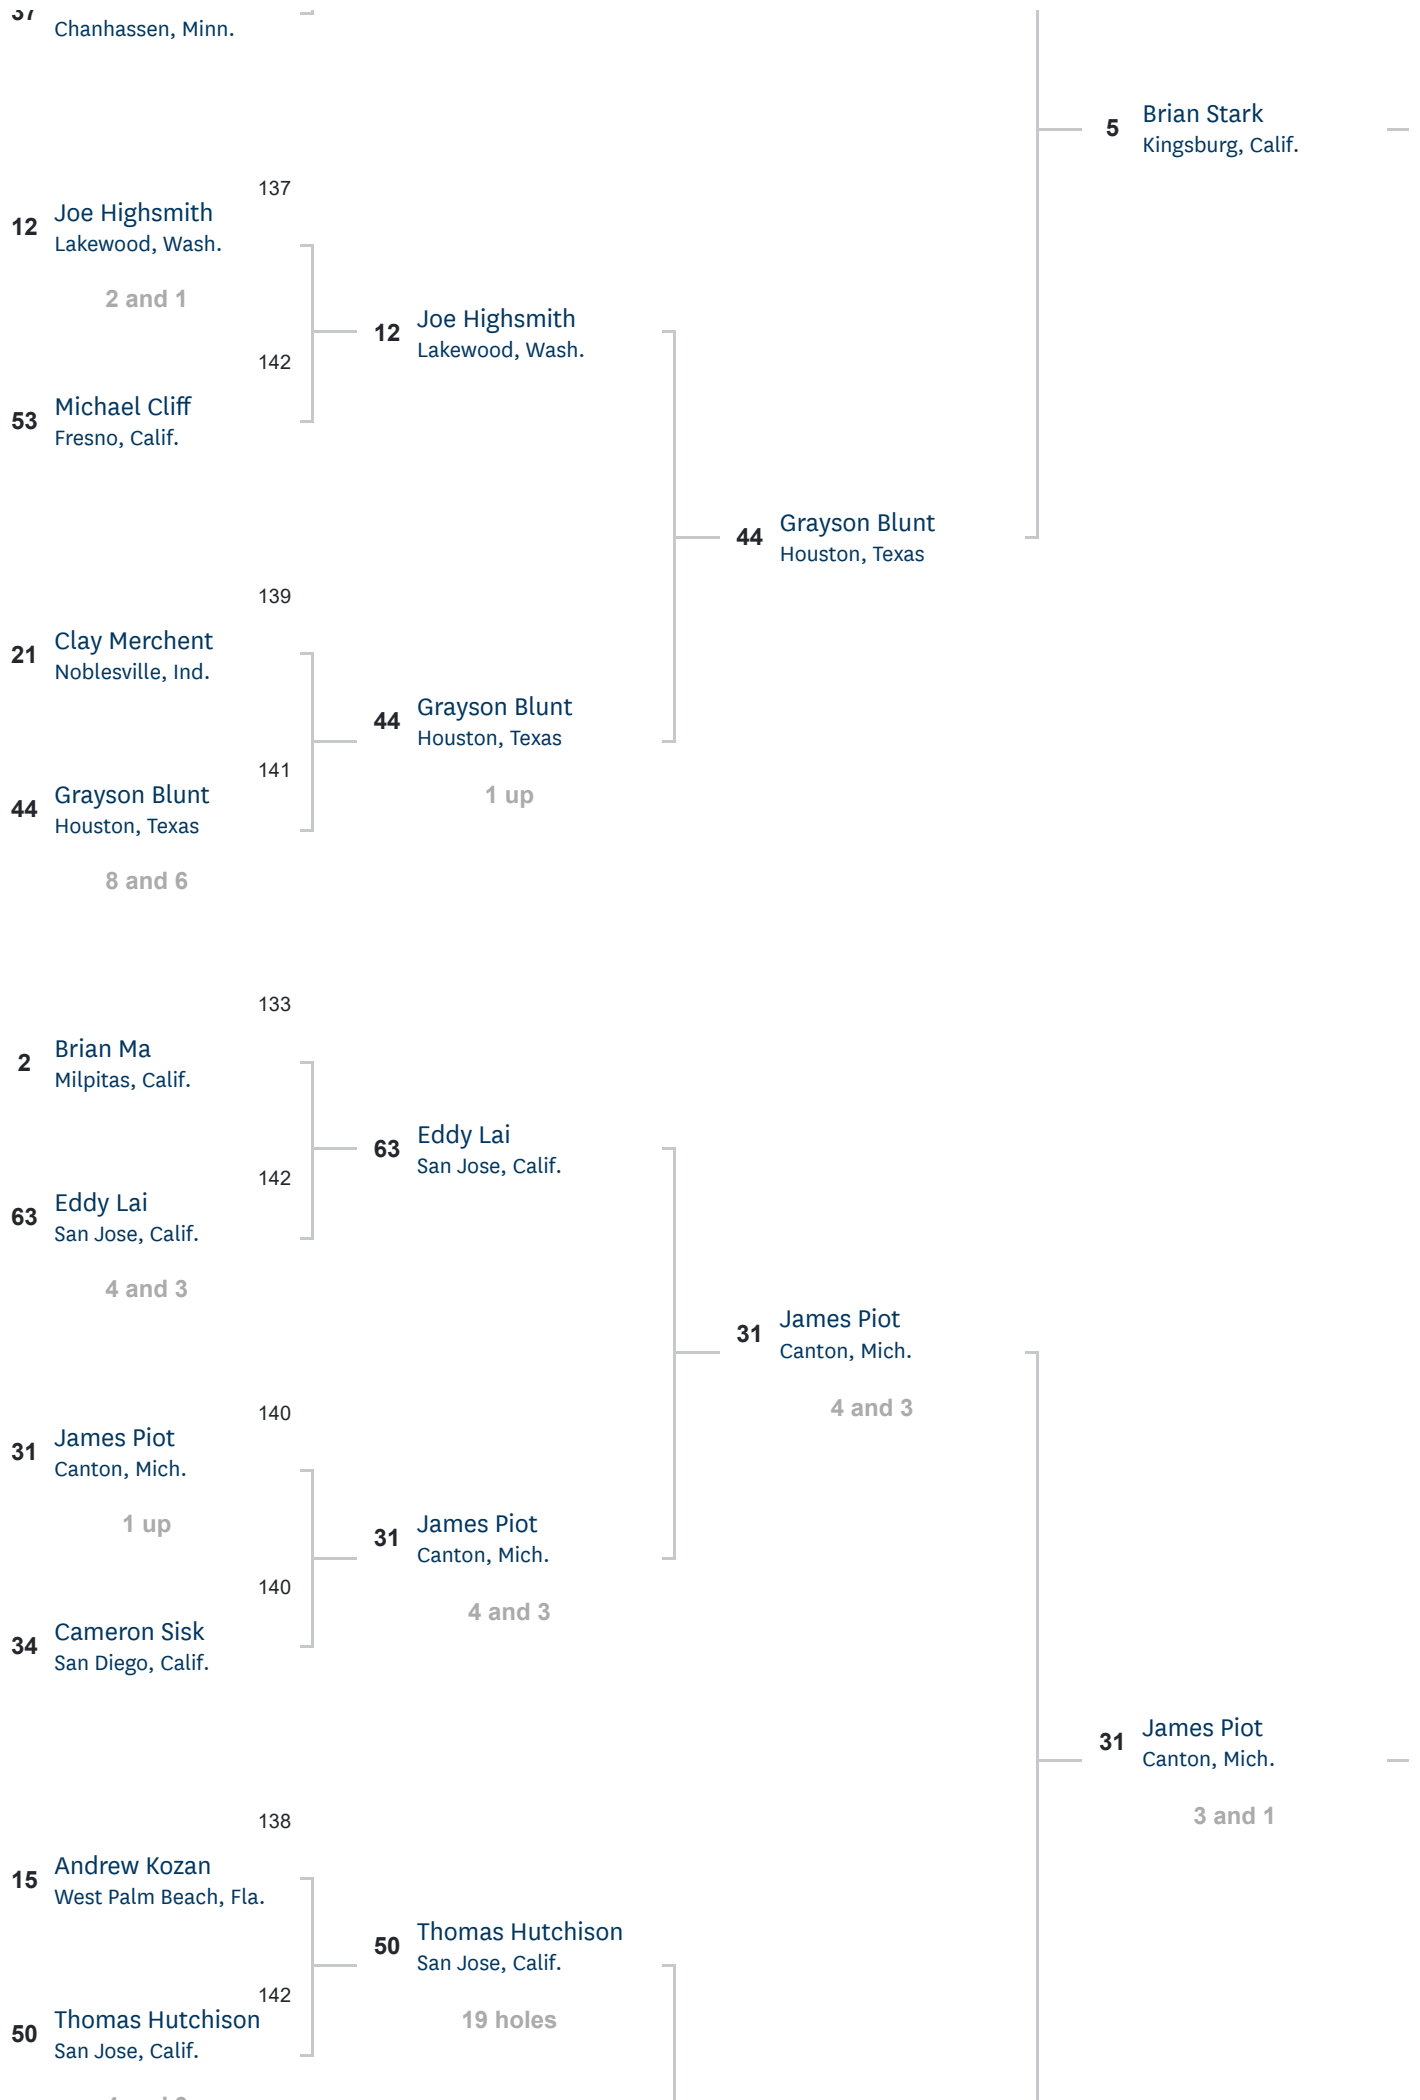 37
Chanhassen, Minn.
5
Brian Stark
Kingsburg, Calif.
137
12
Joe Highsmith
Lakewood, Wash.
2 and 1
12
Joe Highsmith
Lakewood, Wash.
142
53
Michael Cliff
Fresno, Calif.
44
Grayson Blunt
Houston, Texas
139
21
Clay Merchent
Noblesville, Ind.
44
Grayson Blunt
Houston, Texas
1 up
141
44
Grayson Blunt
Houston, Texas
8 and 6
133
2
Brian Ma
Milpitas, Calif.
63
Eddy Lai
San Jose, Calif.
142
63
Eddy Lai
San Jose, Calif.
4 and 3
31
James Piot
Canton, Mich.
4 and 3
140
31
James Piot
Canton, Mich.
1 up
31
James Piot
Canton, Mich.
4 and 3
140
34
Cameron Sisk
San Diego, Calif.
31
James Piot
Canton, Mich.
3 and 1
138
15
Andrew Kozan
West Palm Beach, Fla.
50
Thomas Hutchison
San Jose, Calif.
19 holes
142
50
Thomas Hutchison
San Jose, Calif.